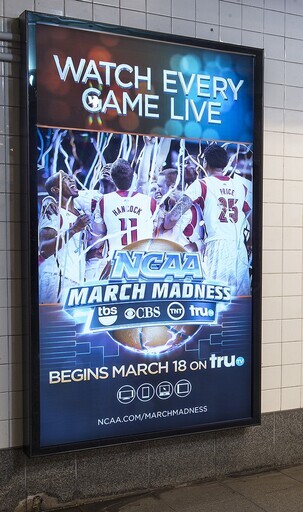 WATCH EVERY
GAME LIVE
HANCOCK
11
PRICE
25
NCAA
MARCH MADNESS
tbs CBS TNT truTV
BEGINS MARCH 18 ON truTV
NCAA.COM/MARCHMADNESS